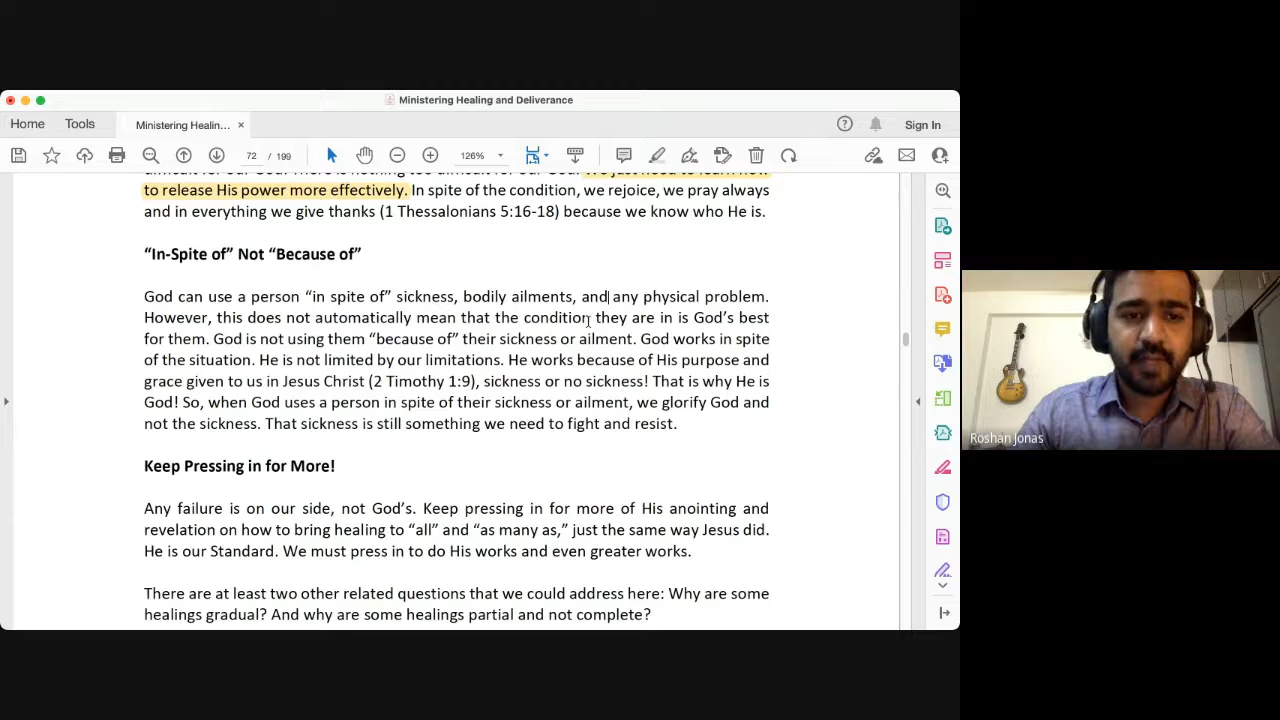 Ministering Healing and Deliverance
Home Tools Ministering Healin... × Sign In
72 / 199 126%
to release His power more effectively. In spite of the condition, we rejoice, we pray always
and in everything we give thanks (1 Thessalonians 5:16-18) because we know who He is.
“In-Spite of” Not “Because of”
God can use a person “in spite of” sickness, bodily ailments, and any physical problem.
However, this does not automatically mean that the condition they are in is God’s best
for them. God is not using them “because of” their sickness or ailment. God works in spite
of the situation. He is not limited by our limitations. He works because of His purpose and
grace given to us in Jesus Christ (2 Timothy 1:9), sickness or no sickness! That is why He is
God! So, when God uses a person in spite of their sickness or ailment, we glorify God and
not the sickness. That sickness is still something we need to fight and resist.
Keep Pressing in for More!
Any failure is on our side, not God’s. Keep pressing in for more of His anointing and
revelation on how to bring healing to “all” and “as many as,” just the same way Jesus did.
He is our Standard. We must press in to do His works and even greater works.
There are at least two other related questions that we could address here: Why are some
healings gradual? And why are some healings partial and not complete?
Roshan Jonas